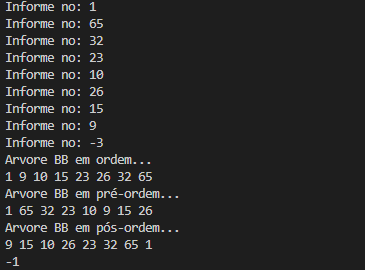 Informe no: 1
Informe no: 65
Informe no: 32
Informe no: 23
Informe no: 10
Informe no: 26
Informe no: 15
Informe no: 9
Informe no: -3
Arvore BB em ordem...
1 9 10 15 23 26 32 65
Arvore BB em pré-ordem...
1 65 32 23 10 9 15 26
Arvore BB em pós-ordem...
9 15 10 26 23 32 65 1
-1